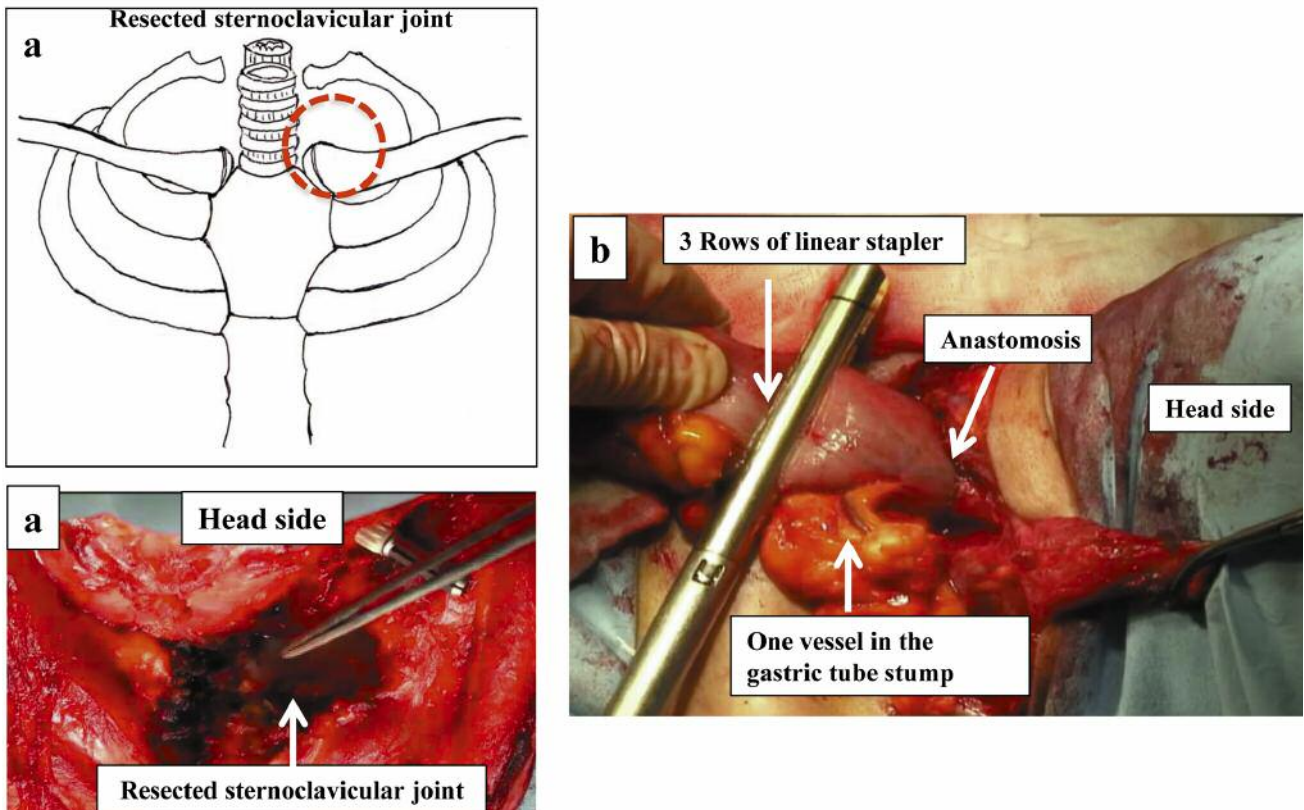 Resected sternoclavicular joint
a
a
Head side
Resected sternoclavicular joint
b
3 Rows of linear stapler
Anastomosis
Head side
One vessel in the
gastric tube stump